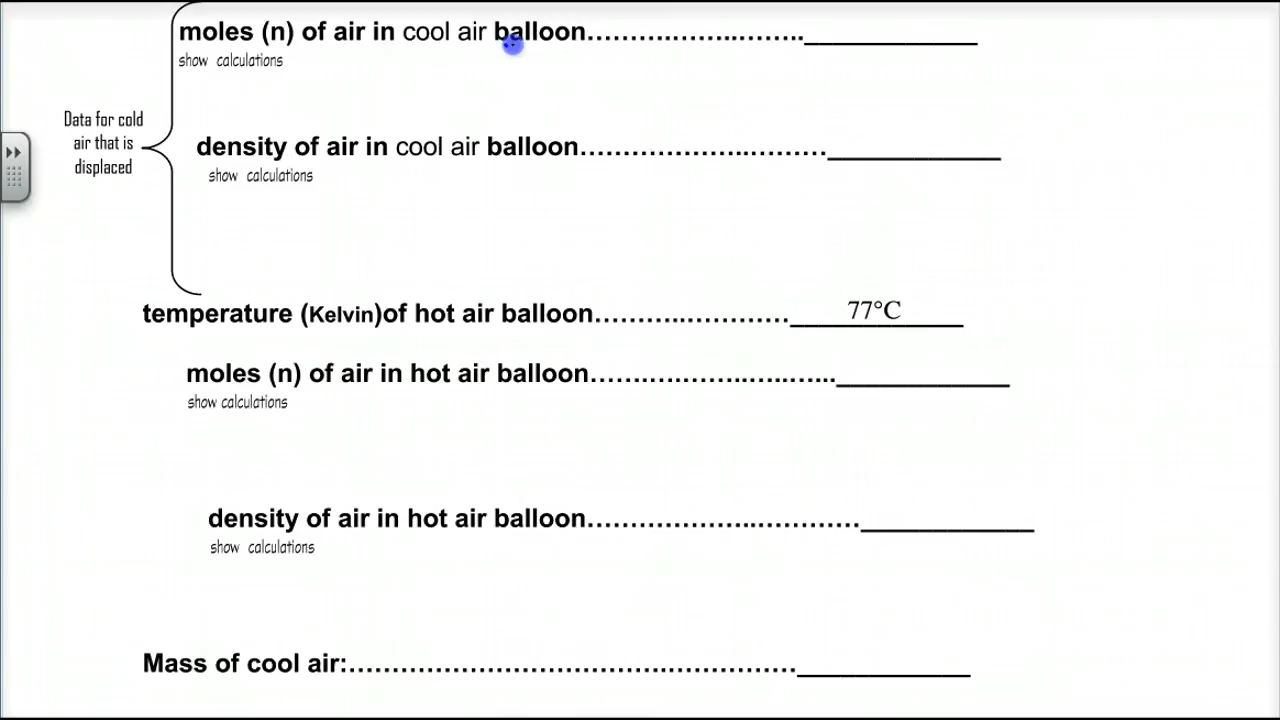 moles (n) of air in cool air balloon……….……..……..____________
show calculations
Data for cold
air that is
displaced
density of air in cool air balloon………………..………____________
show calculations
temperature (Kelvin)of hot air balloon………..…………____________ 77°C
moles (n) of air in hot air balloon…….….……..…..…...____________
show calculations
density of air in hot air balloon………………..…………____________
show calculations
Mass of cool air:………………………………..……………____________